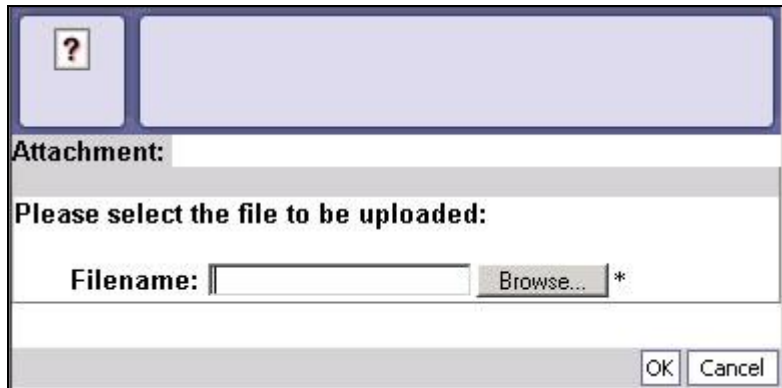 ?
Attachment:
Please select the file to be uploaded:
Filename: Browse... *
OK Cancel